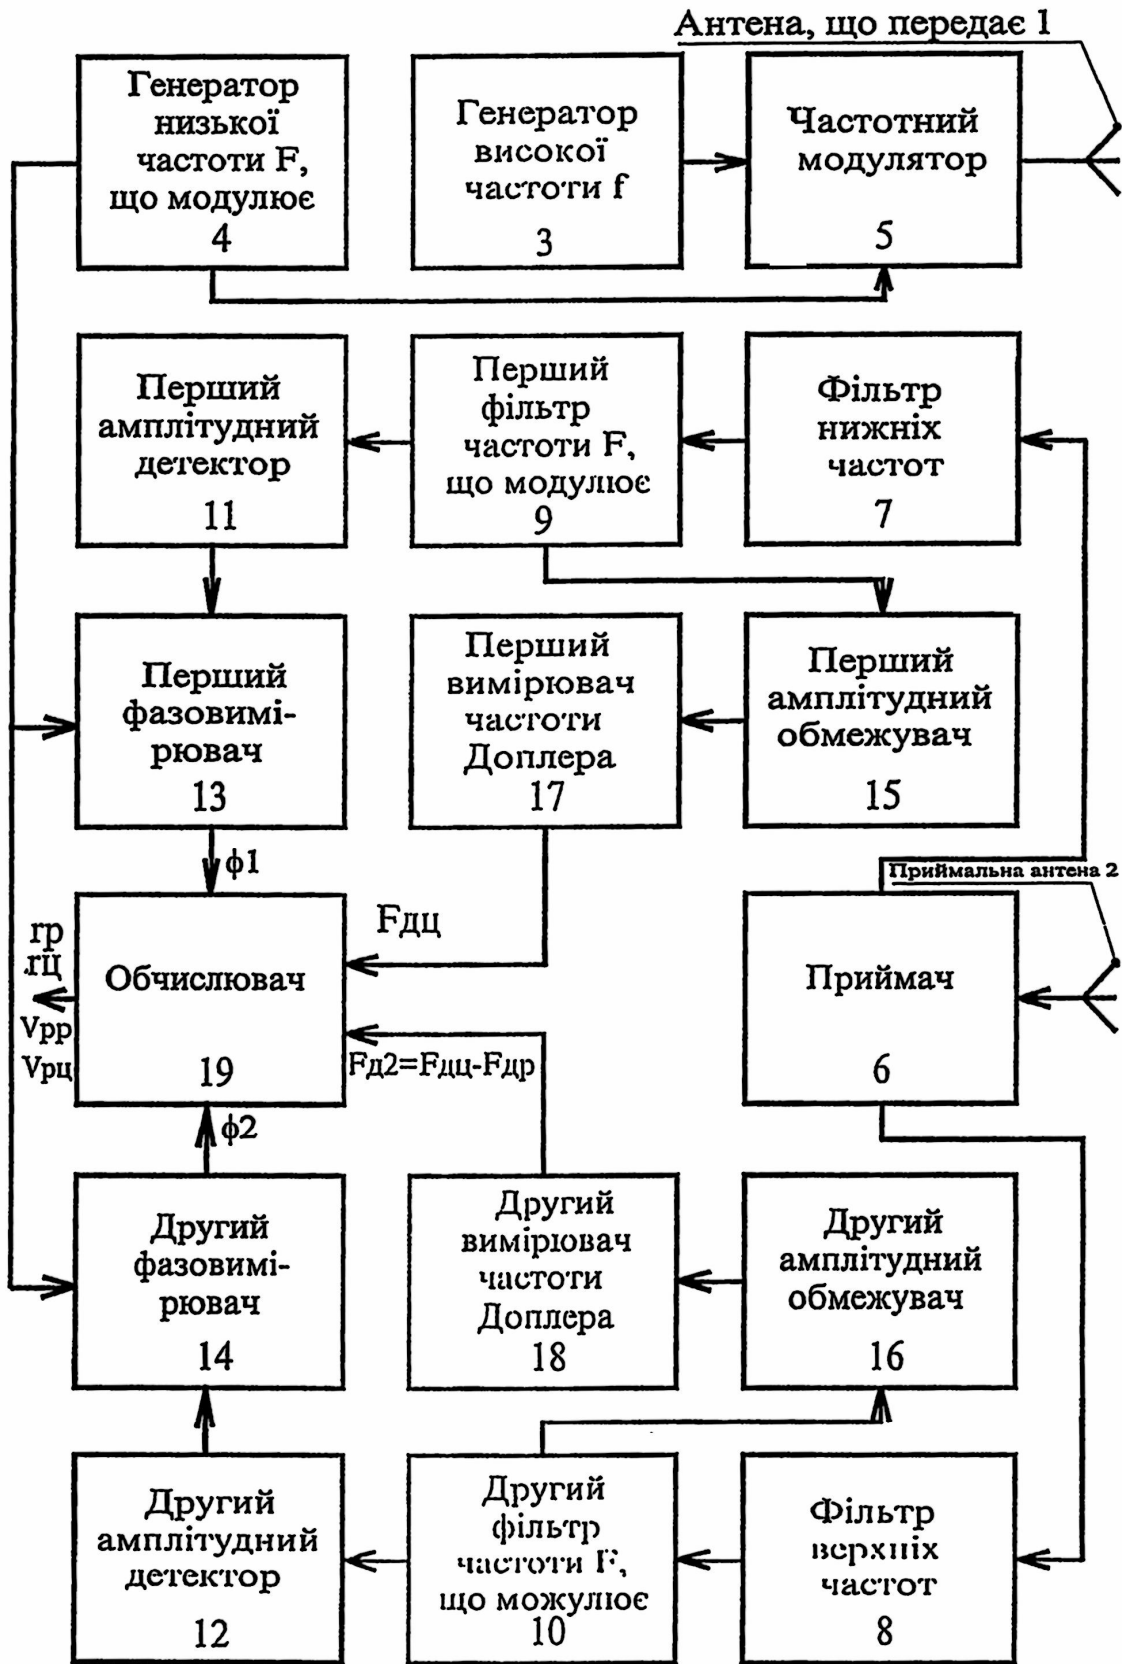 Антена, що передає 1
Генератор
низької
частоти F,
що модулює
4
Генератор
високої
частоти f
3
Частотний
модулятор
5
Перший
амплітудний
детектор
11
Перший
фільтр
частоти F,
що модулює
9
Фільтр
нижніх
частот
7
Перший
фазовимі-
рювач
13
Перший
вимірювач
частоти
Доплера
17
Перший
амплітудний
обмежувач
15
ф1
Приймальна антена 2
Fдц
rр
rц
Vрр
Vрц
Обчислювач
19
Приймач
6
Fд2=Fдц-Fдр
ф2
Другий
фазовимі-
рювач
14
Другий
вимірювач
частоти
Доплера
18
Другий
амплітудний
обмежувач
16
Другий
амплітудний
детектор
12
Другий
фільтр
частоти F,
що можулює
10
Фільтр
верхніх
частот
8